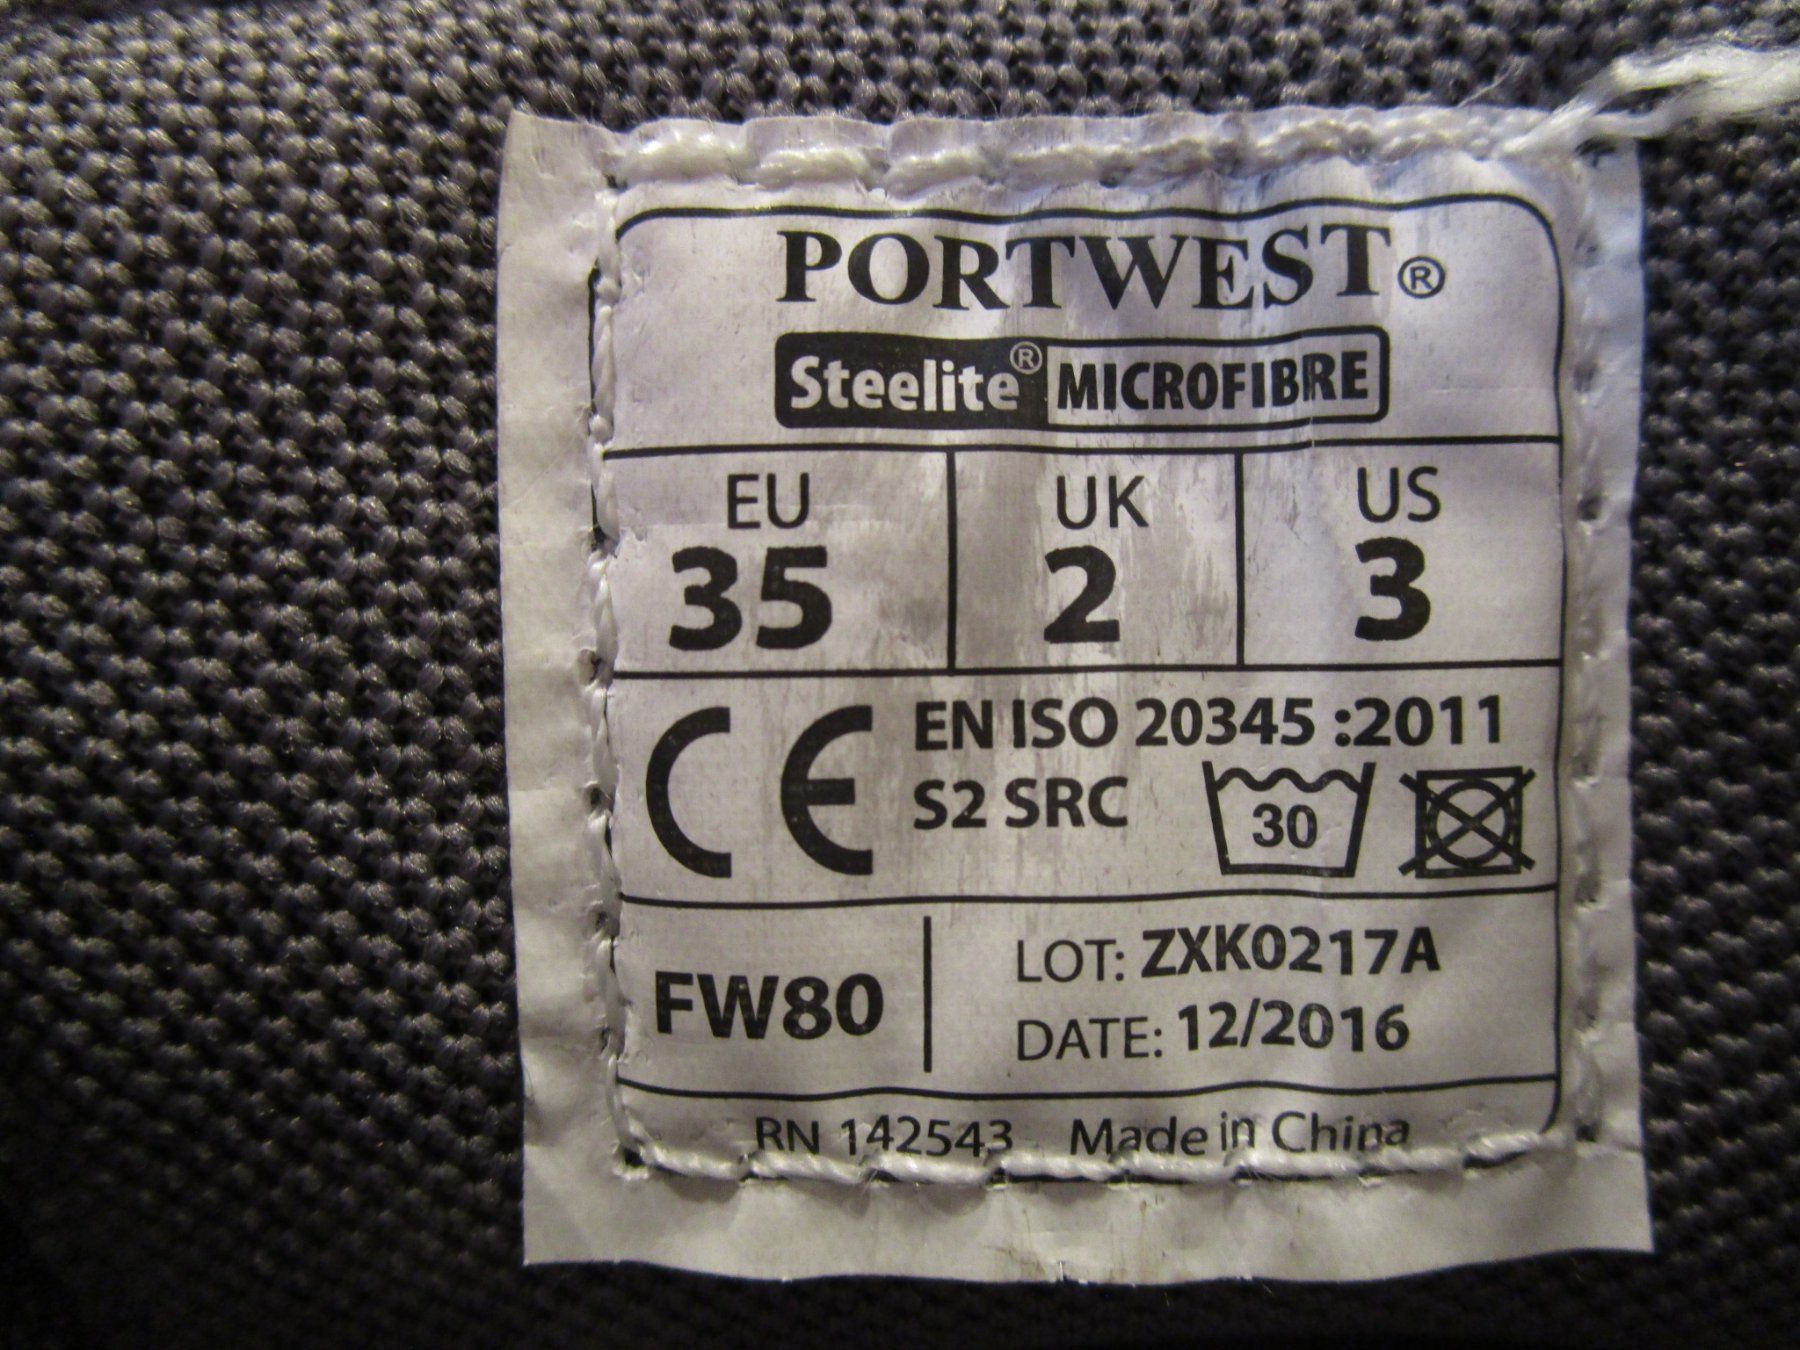 PORTWEST®
Steelite® MICROFIBRE
EU UK US
35 2 3
CE EN ISO 20345 :2011
S2 SRC 30
FW80 LOT: ZXK0217A
DATE: 12/2016
RN 142543 Made in China